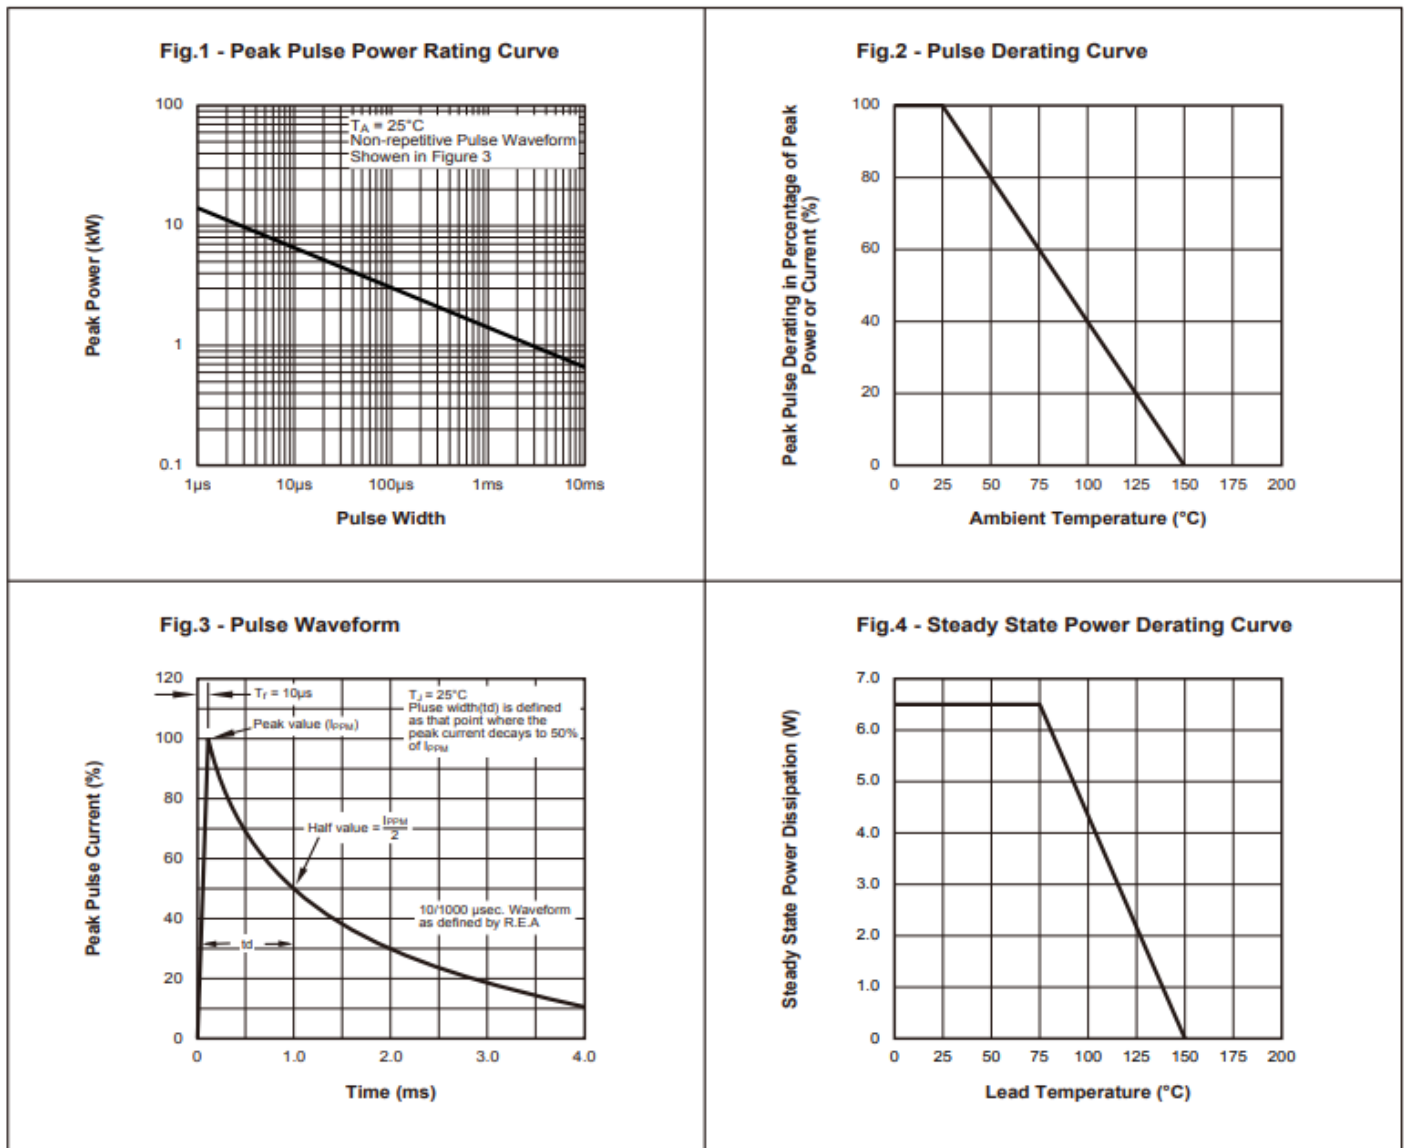 Fig.1 - Peak Pulse Power Rating Curve
Peak Power (kW)
100
10
1
0.1
TA = 25°C
Non-repetitive Pulse Waveform
Showen in Figure 3
1µs 10µs 100µs 1ms 10ms
Pulse Width
Fig.2 - Pulse Derating Curve
Peak Pulse Derating in Percentage of Peak
Power or Current (%)
100
80
60
40
20
0
0 25 50 75 100 125 150 175 200
Ambient Temperature (°C)
Fig.3 - Pulse Waveform
Peak Pulse Current (%)
120
100
80
60
40
20
0
Tr = 10µs
Peak value (IPPM)
TJ = 25°C
Pluse width(td) is defined
as that point where the
peak current decays to 50%
of IPPM
Half value = IPPM
2
10/1000 µsec. Waveform
as defined by R.E.A
td
0 1.0 2.0 3.0 4.0
Time (ms)
Fig.4 - Steady State Power Derating Curve
Steady State Power Dissipation (W)
7.0
6.0
5.0
4.0
3.0
2.0
1.0
0
0 25 50 75 100 125 150 175 200
Lead Temperature (°C)